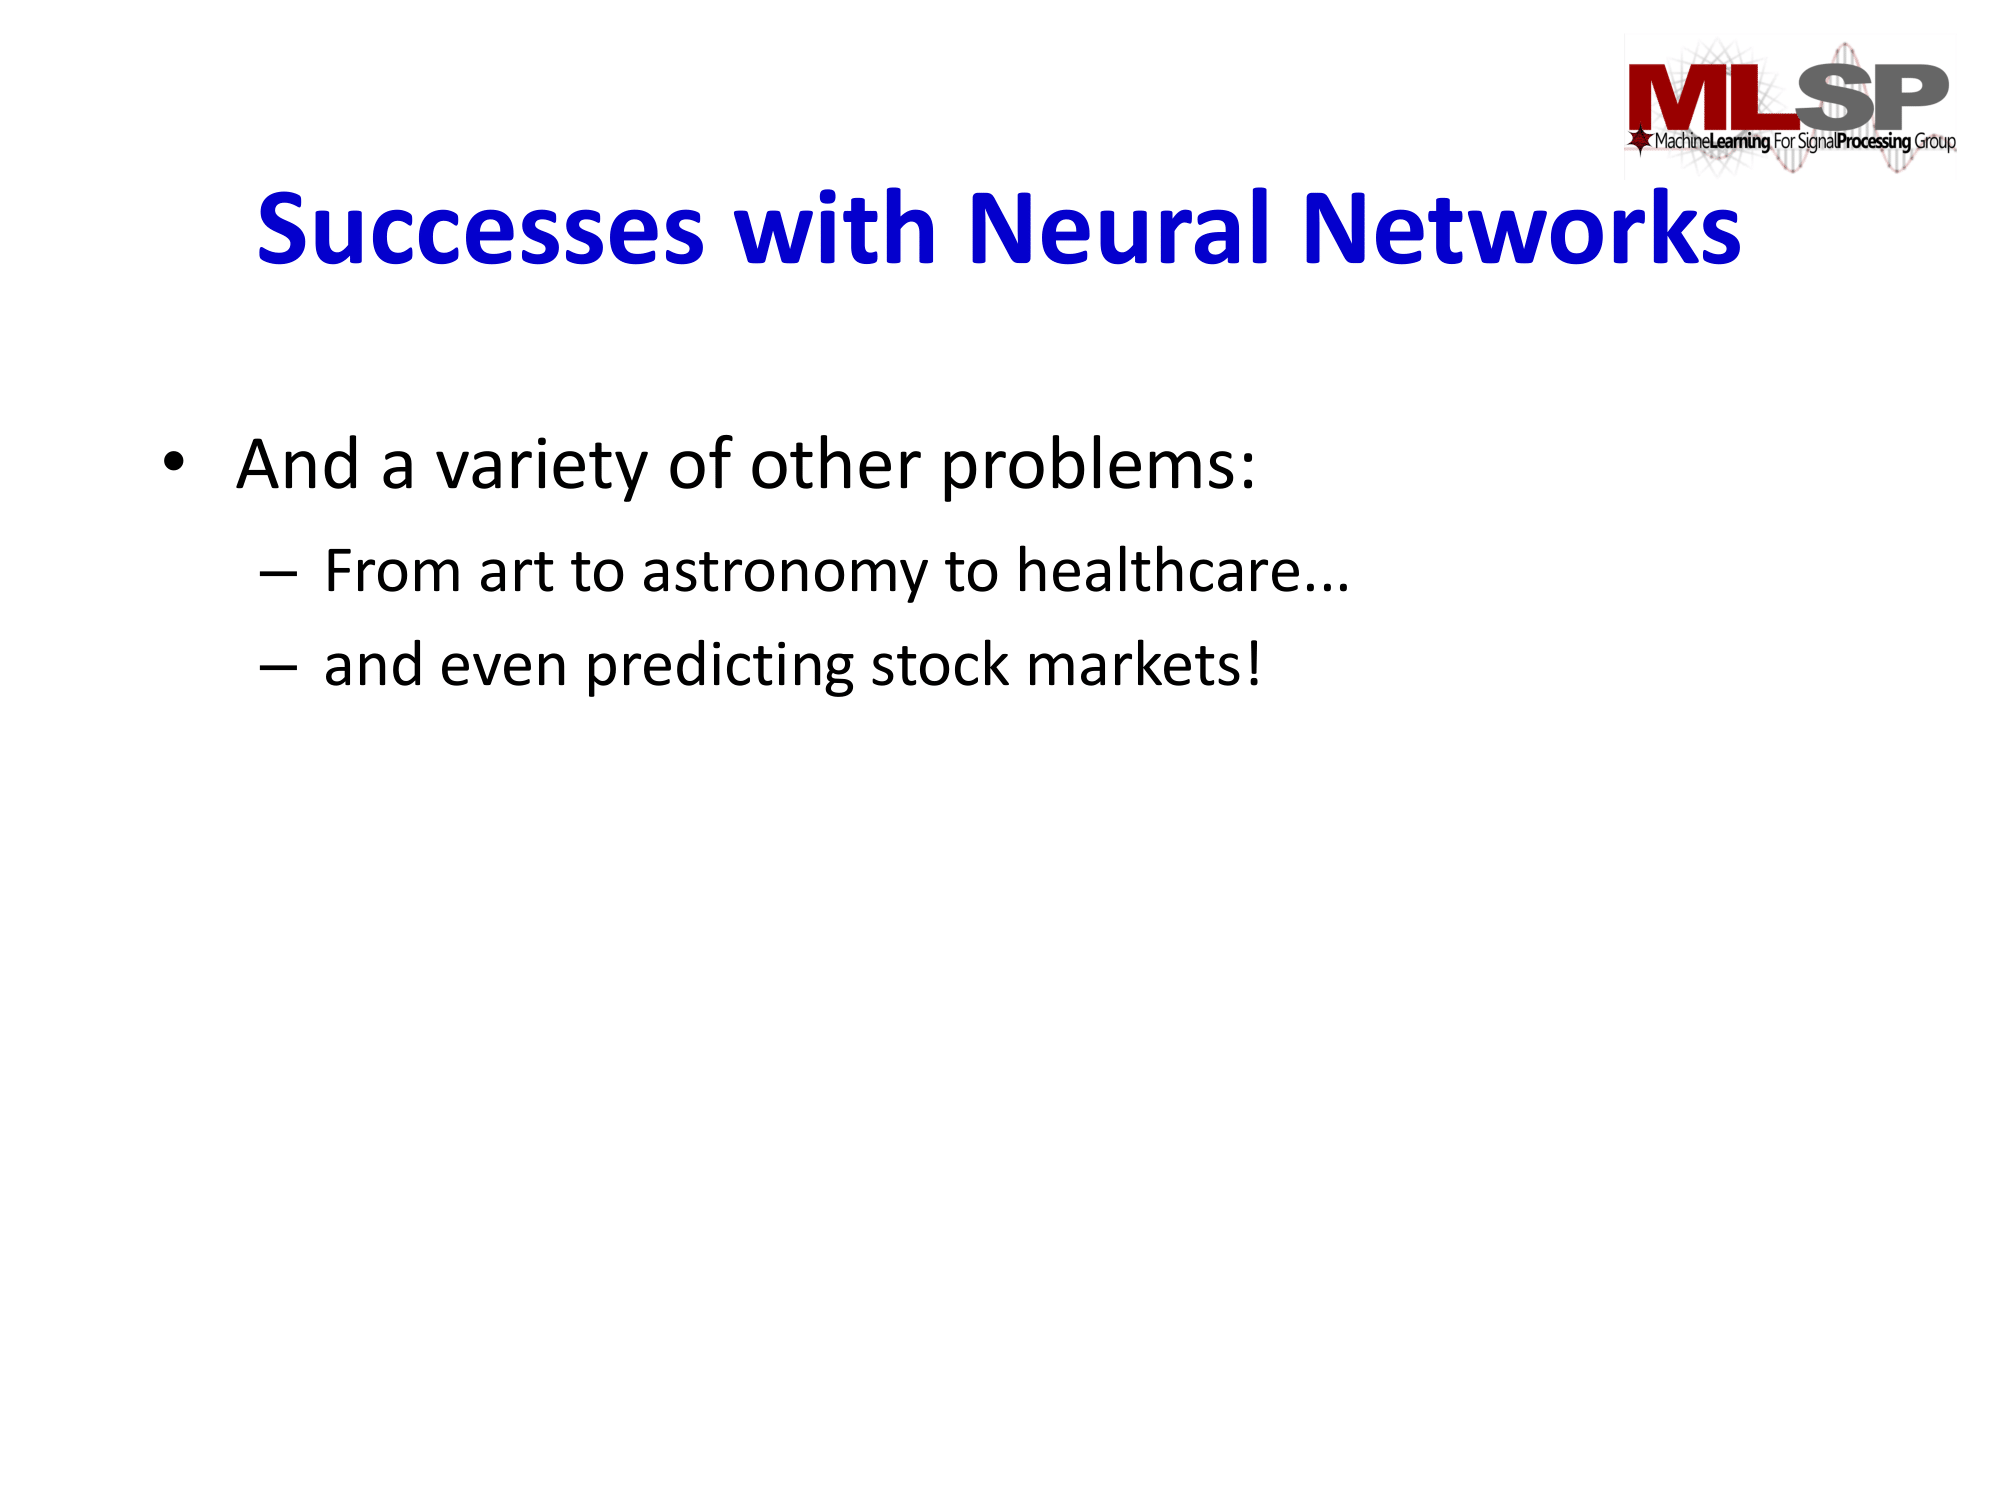 MLSP
MachineLearning For SignalProcessing Group
Successes with Neural Networks
• And a variety of other problems:
– From art to astronomy to healthcare...
– and even predicting stock markets!